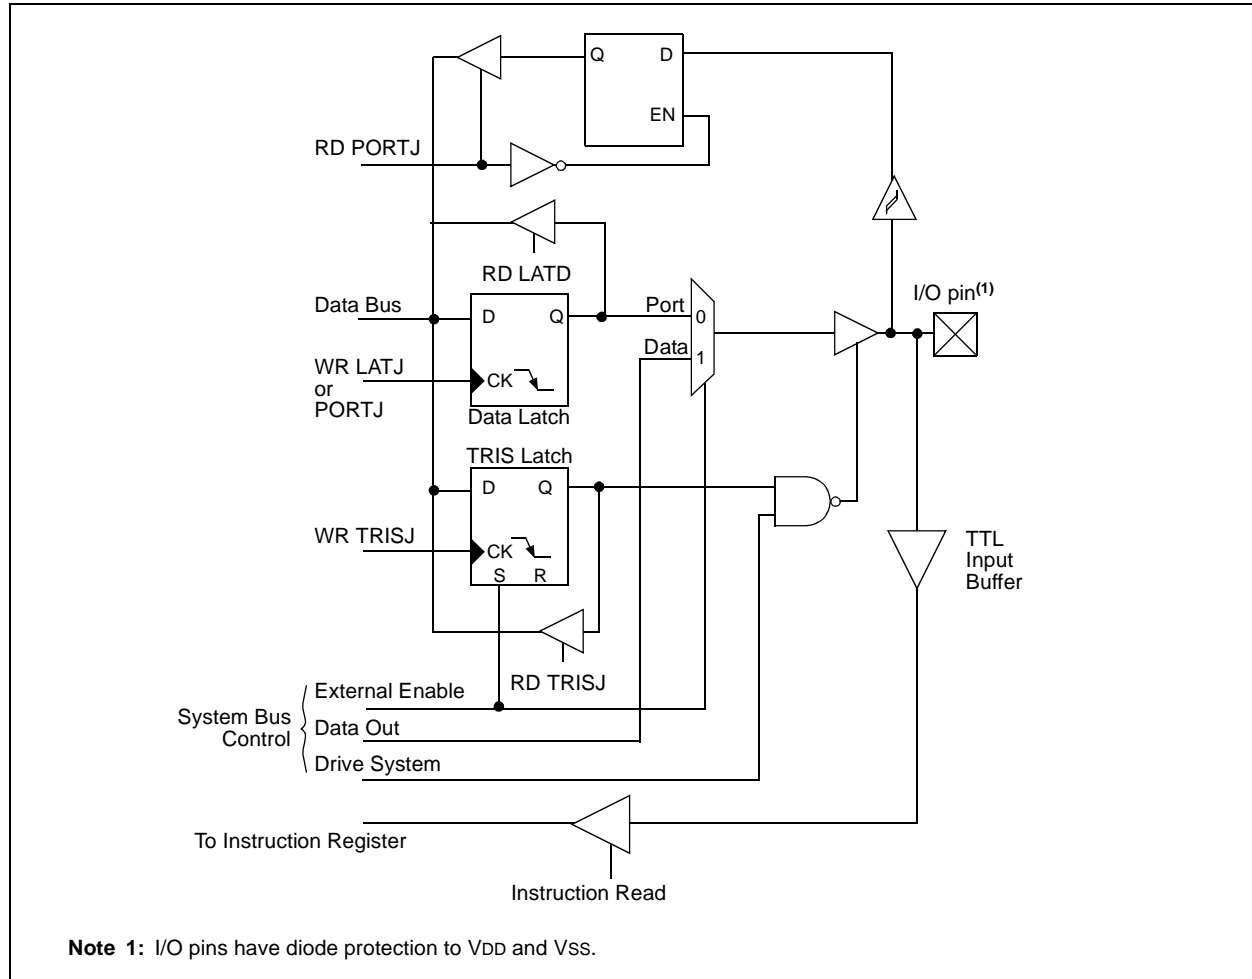 Q D
EN
RD PORTJ
RD LATD
I/O pin(1)
Data Bus
D Q
Port
0
Data
1
WR LATJ
or
PORTJ
CK
Data Latch
TRIS Latch
D Q
WR TRISJ
CK
S R
TTL
Input
Buffer
RD TRISJ
System Bus
Control
External Enable
Data Out
Drive System
To Instruction Register
Instruction Read
Note 1: I/O pins have diode protection to VDD and VSS.